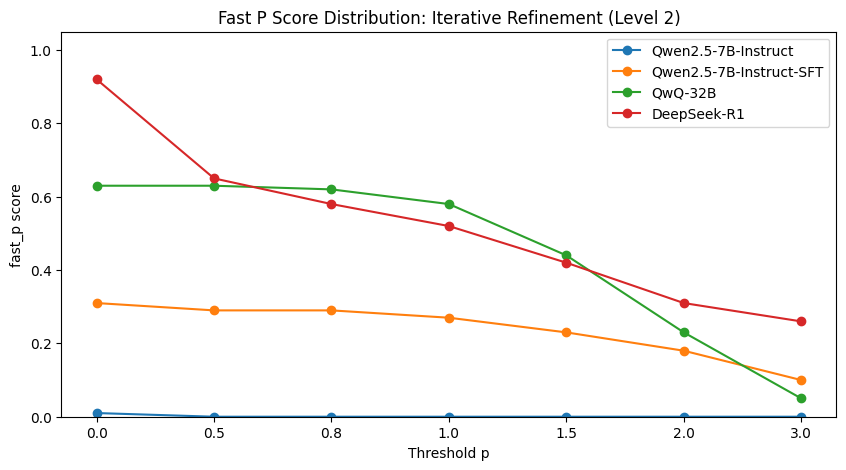 Fast P Score Distribution: Iterative Refinement (Level 2)
Qwen2.5-7B-Instruct
Qwen2.5-7B-Instruct-SFT
QwQ-32B
DeepSeek-R1
fast_p score
1.0
0.8
0.6
0.4
0.2
0.0
0.0 0.5 0.8 1.0 1.5 2.0 3.0
Threshold p